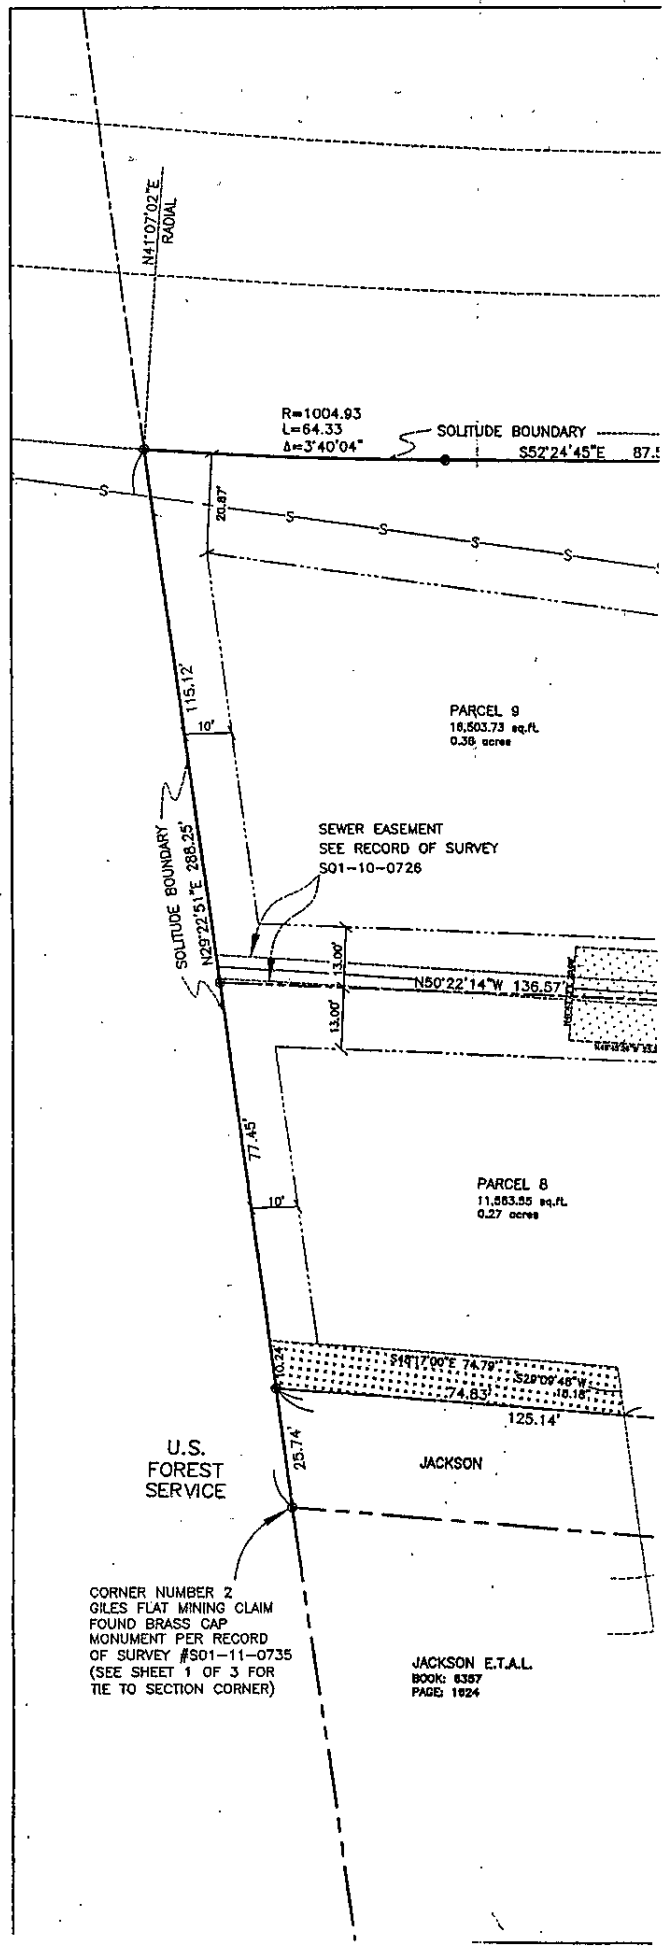 N41°07'02"E
RADIAL
R=1004.93
L=64.33
Δ=3°40'04"
SOLITUDE BOUNDARY
S52°24'45"E 87.5
S
S
S
S
S
20.87'
115.12'
10'
PARCEL 9
16,503.73 sq.ft.
0.38 acres
SOLITUDE BOUNDARY
N29°22'51"E 288.25'
SEWER EASEMENT
SEE RECORD OF SURVEY
S01-10-0726
13.00'
N50°22'14"W 136.57'
13.00'
77.45'
10'
PARCEL 8
11,663.55 sq.ft.
0.27 acres
10.24
74.79'
S29°09'48"W
18.18'
74.83'
125.14'
25.74'
U.S.
FOREST
SERVICE
JACKSON
CORNER NUMBER 2
GILES FLAT MINING CLAIM
FOUND BRASS CAP
MONUMENT PER RECORD
OF SURVEY #S01-11-0735
(SEE SHEET 1 OF 3 FOR
TIE TO SECTION CORNER)
JACKSON E.T.A.L.
BOOK: 6357
PAGE: 1624